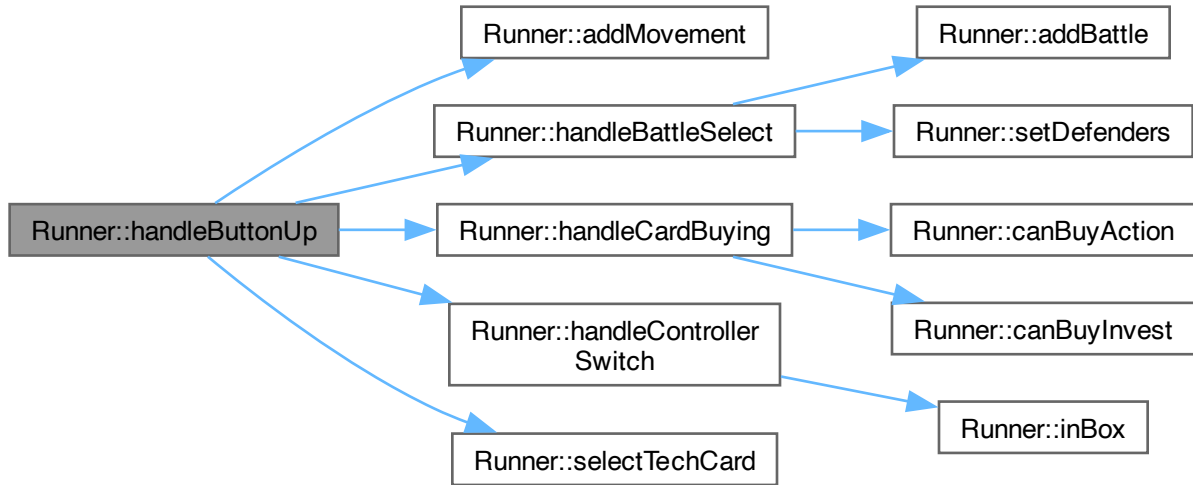 Runner::handleButtonUp
Runner::addMovement
Runner::handleBattleSelect
Runner::handleCardBuying
Runner::handleController
Switch
Runner::selectTechCard
Runner::addBattle
Runner::setDefenders
Runner::canBuyAction
Runner::canBuyInvest
Runner::inBox